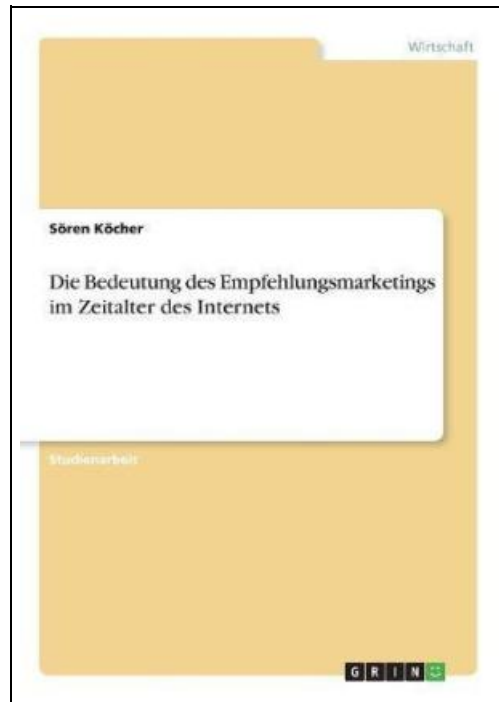 Wirtschaft
Sören Köcher
Die Bedeutung des Empfehlungsmarketings
im Zeitalter des Internets
Studienarbeit
GRIN